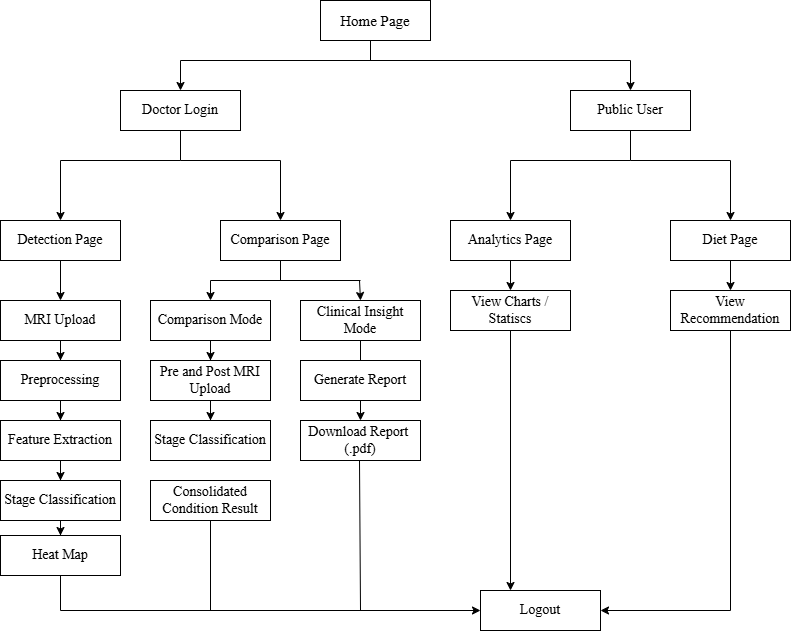 Home Page
Doctor Login
Public User
Detection Page
Comparison Page
Analytics Page
Diet Page
MRI Upload
Comparison Mode
Clinical Insight
Mode
View Charts /
Statiscs
View
Recommendation
Preprocessing
Pre and Post MRI
Upload
Generate Report
Feature Extraction
Stage Classification
Download Report
(.pdf)
Stage Classification
Consolidated
Condition Result
Heat Map
Logout